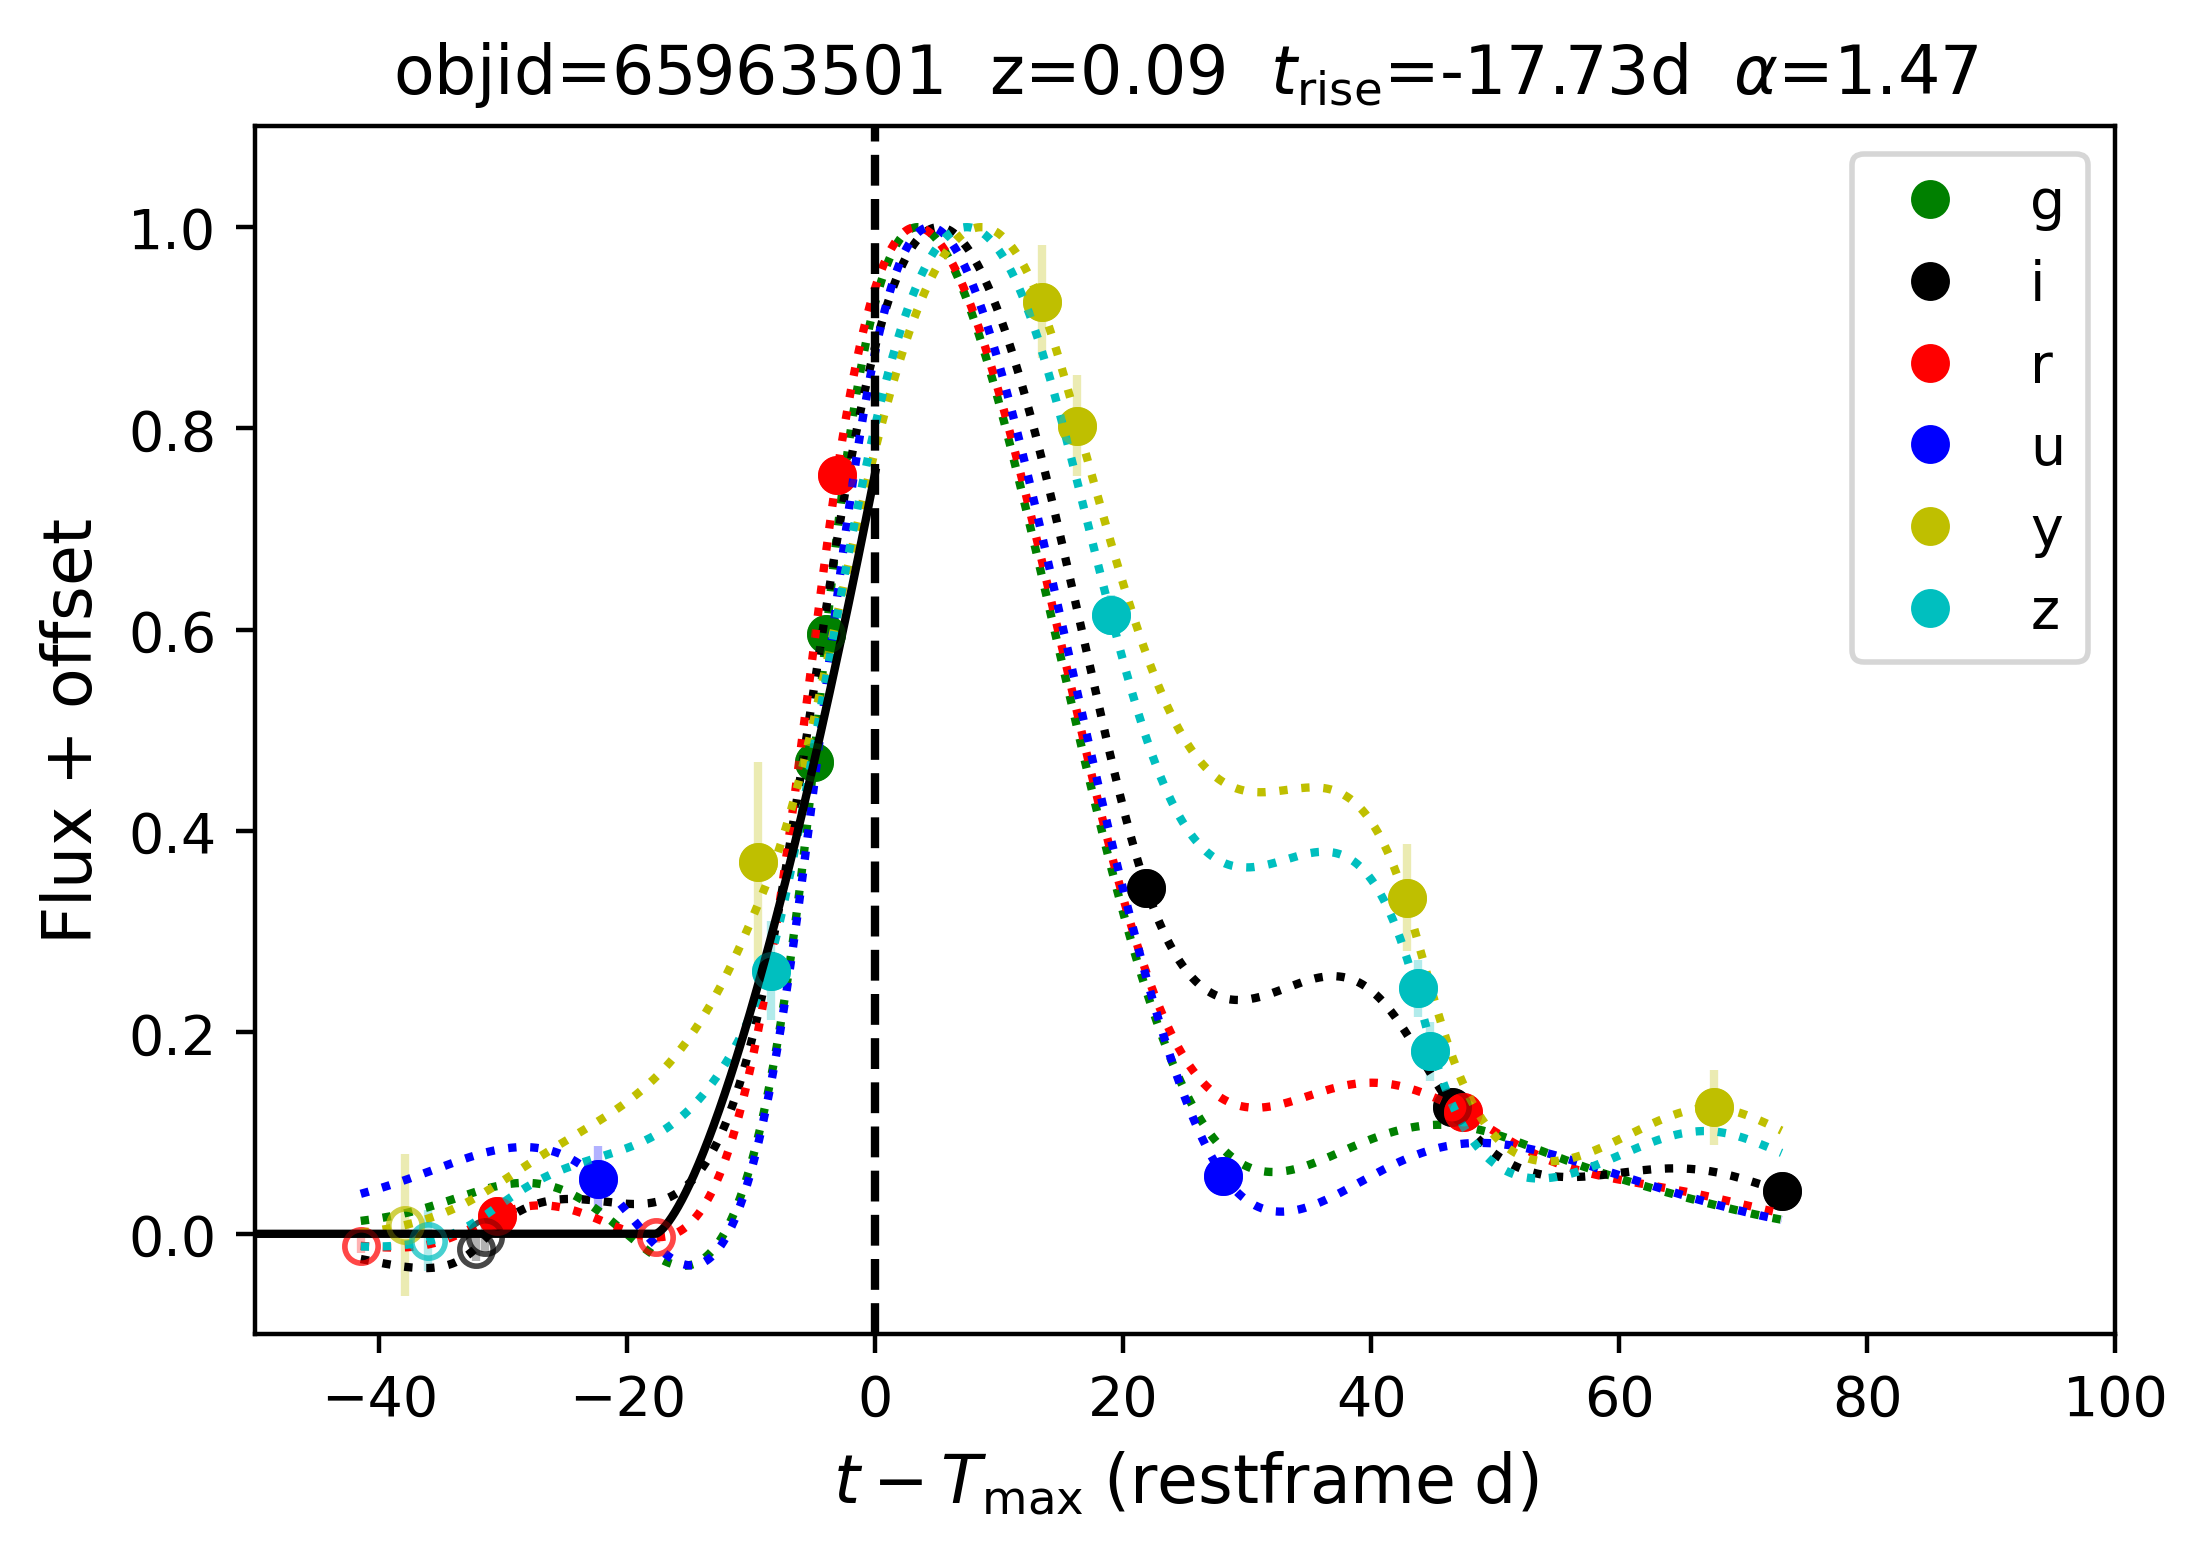 objid=65963501 z=0.09 t_rise=-17.73d α=1.47
Flux + offset
1.0
0.8
0.6
0.4
0.2
0.0
g
i
r
u
y
z
−40 −20 0 20 40 60 80 100
t − T_max (restframe d)